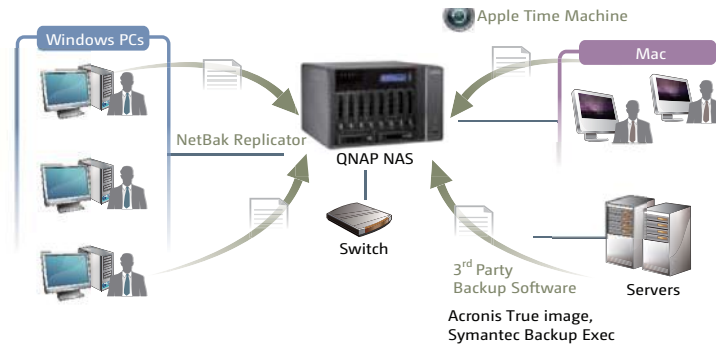 Apple Time Machine
Windows PCs
Mac
NetBak Replicator
QNAP NAS
Switch
3rd Party
Backup Software
Servers
Acronis True image,
Symantec Backup Exec